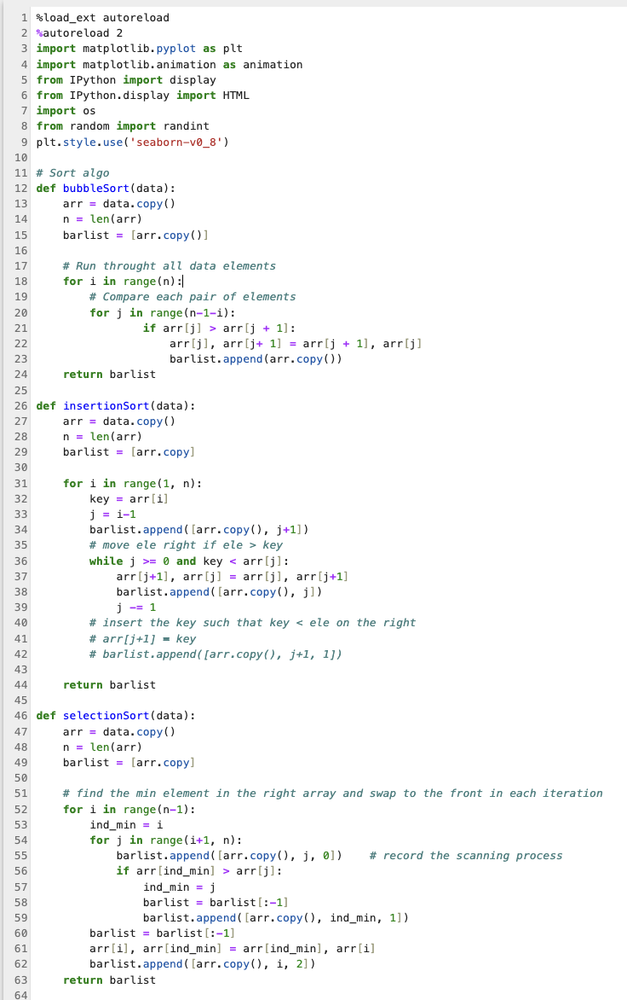 1 %load_ext autoreload
2 %autoreload 2
3 import matplotlib.pyplot as plt
4 import matplotlib.animation as animation
5 from IPython import display
6 from IPython.display import HTML
7 import os
8 from random import randint
9 plt.style.use('seaborn-v0_8')
10
11 # Sort algo
12 def bubbleSort(data):
13     arr = data.copy()
14     n = len(arr)
15     barlist = [arr.copy()]
16
17     # Run throught all data elements
18     for i in range(n):
19         # Compare each pair of elements
20         for j in range(n-1-i):
21                 if arr[j] > arr[j + 1]:
22                     arr[j], arr[j+ 1] = arr[j + 1], arr[j]
23                     barlist.append(arr.copy())
24     return barlist
25
26 def insertionSort(data):
27     arr = data.copy()
28     n = len(arr)
29     barlist = [arr.copy]
30
31     for i in range(1, n):
32         key = arr[i]
33         j = i-1
34         barlist.append([arr.copy(), j+1])
35         # move ele right if ele > key
36         while j >= 0 and key < arr[j]:
37             arr[j+1], arr[j] = arr[j], arr[j+1]
38             barlist.append([arr.copy(), j])
39             j -= 1
40         # insert the key such that key < ele on the right
41         # arr[j+1] = key
42         # barlist.append([arr.copy(), j+1, 1])
43
44     return barlist
45
46 def selectionSort(data):
47     arr = data.copy()
48     n = len(arr)
49     barlist = [arr.copy]
50
51     # find the min element in the right array and swap to the front in each iteration
52     for i in range(n-1):
53         ind_min = i
54         for j in range(i+1, n):
55             barlist.append([arr.copy(), j, 0])    # record the scanning process
56             if arr[ind_min] > arr[j]:
57                 ind_min = j
58                 barlist = barlist[:-1]
59                 barlist.append([arr.copy(), ind_min, 1])
60         barlist = barlist[:-1]
61         arr[i], arr[ind_min] = arr[ind_min], arr[i]
62         barlist.append([arr.copy(), i, 2])
63     return barlist
64